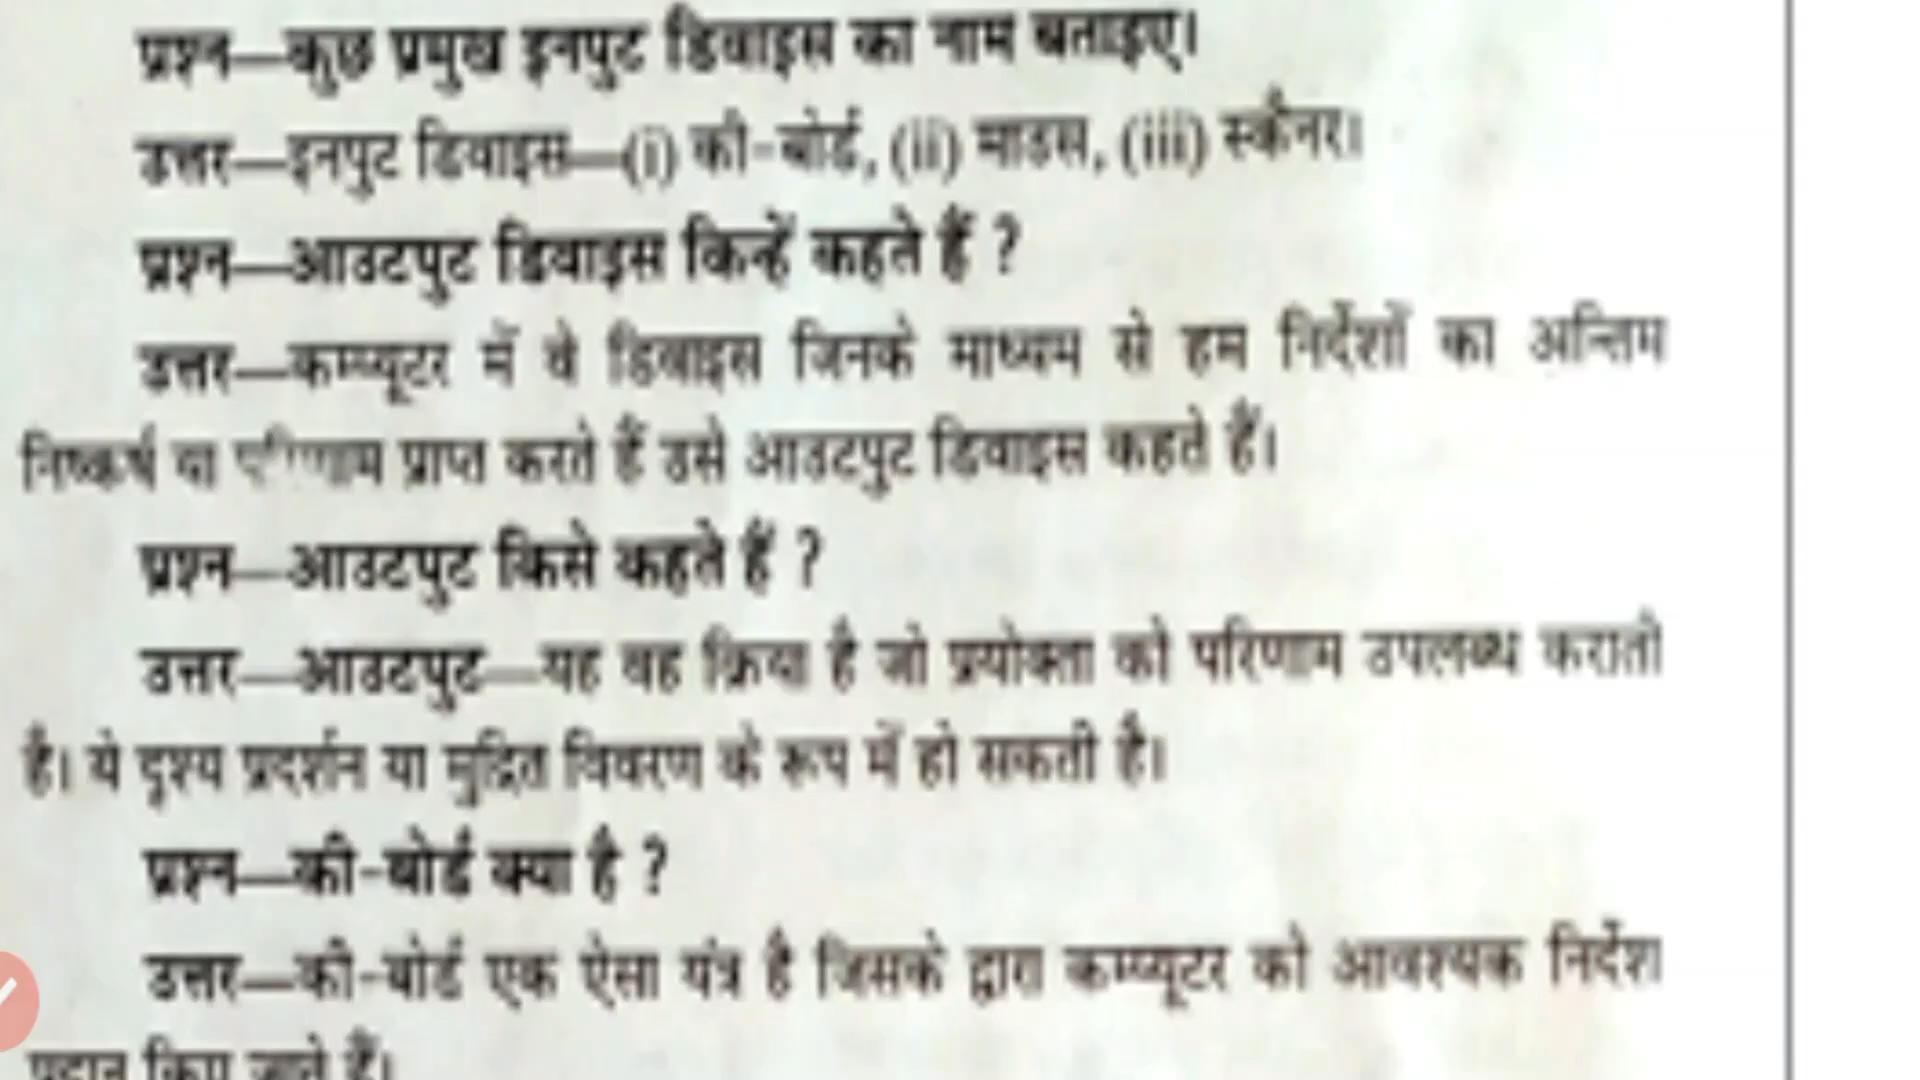 प्रश्न—कुछ प्रमुख इनपुट डिवाइस का नाम बताइए।
उत्तर—इनपुट डिवाइस—(i) की-बोर्ड, (ii) माउस, (iii) स्कैनर।
प्रश्न—आउटपुट डिवाइस किन्हें कहते हैं ?
उत्तर—कम्प्यूटर में वे डिवाइस जिनके माध्यम से हम निर्देशों का अन्तिम
निष्कर्ष या परिणाम प्राप्त करते हैं उसे आउटपुट डिवाइस कहते हैं।
प्रश्न—आउटपुट किसे कहते हैं ?
उत्तर—आउटपुट—यह वह क्रिया है जो प्रयोक्ता को परिणाम उपलब्ध कराती
है। ये दृश्य प्रदर्शन या मुद्रित विवरण के रूप में हो सकती है।
प्रश्न—की-बोर्ड क्या है ?
उत्तर—की-बोर्ड एक ऐसा यंत्र है जिसके द्वारा कम्प्यूटर को आवश्यक निर्देश
प्रदान किए जाते हैं।